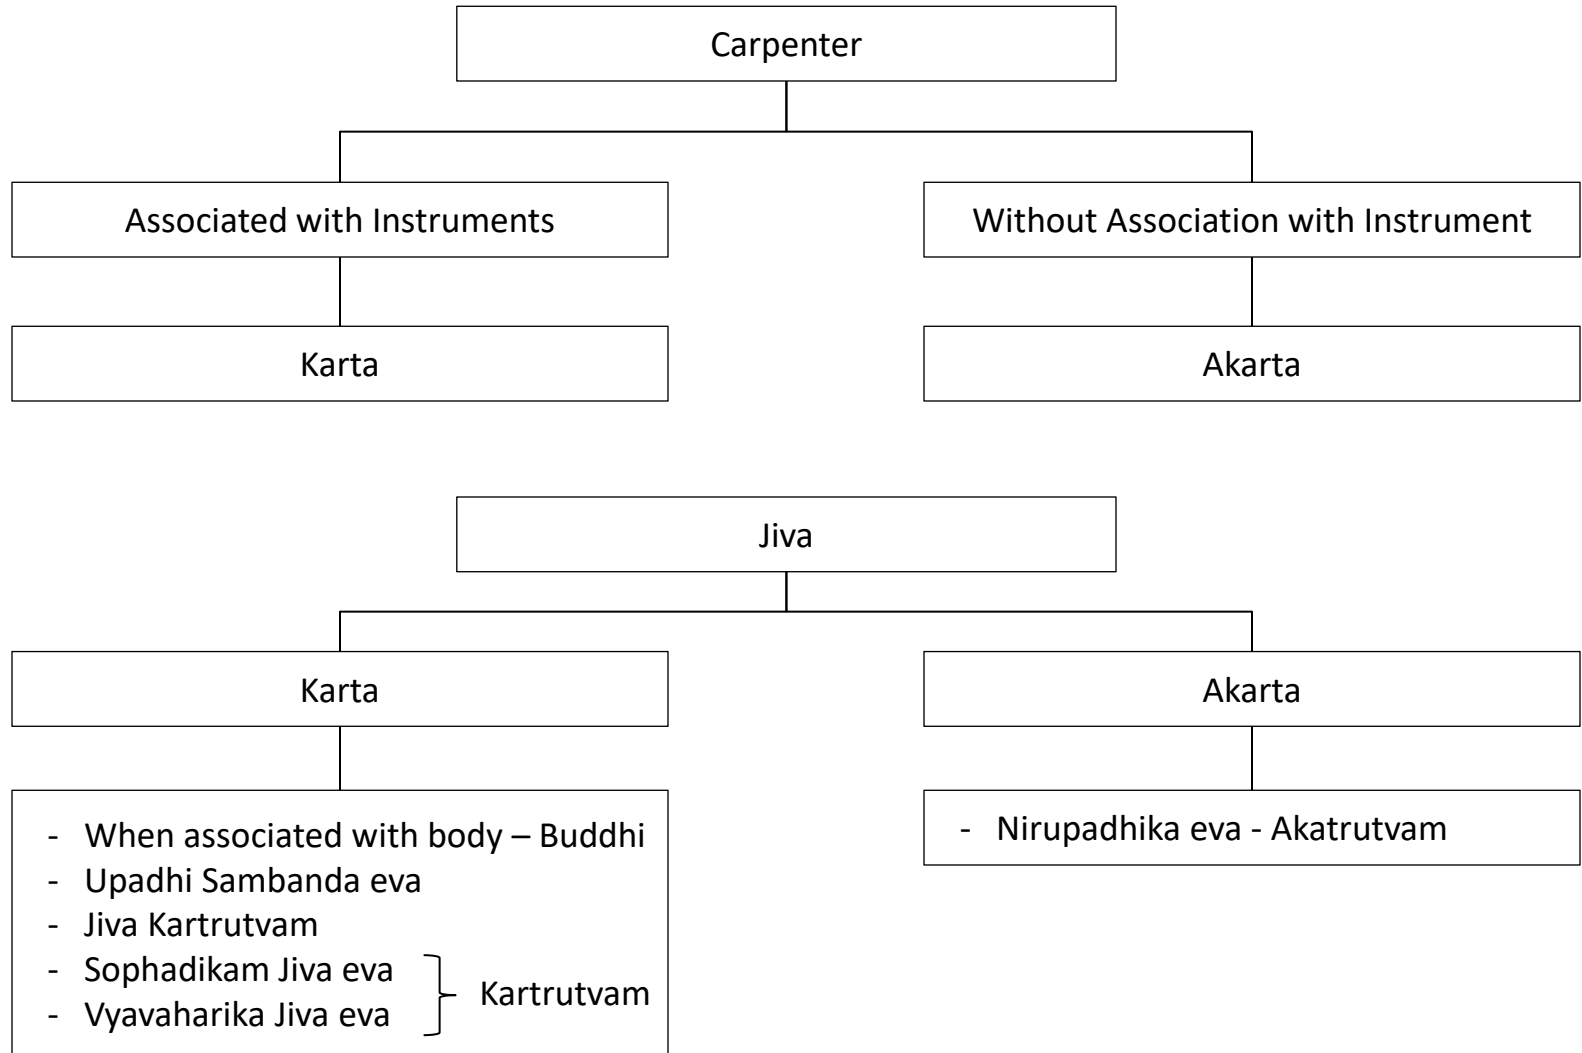 Carpenter
Associated with Instruments
Without Association with Instrument
Karta
Akarta
Jiva
Karta
Akarta
- When associated with body – Buddhi
- Upadhi Sambanda eva
- Jiva Kartrutvam
- Sophadikam Jiva eva
- Vyavaharika Jiva eva
Kartrutvam
- Nirupadhika eva - Akatrutvam